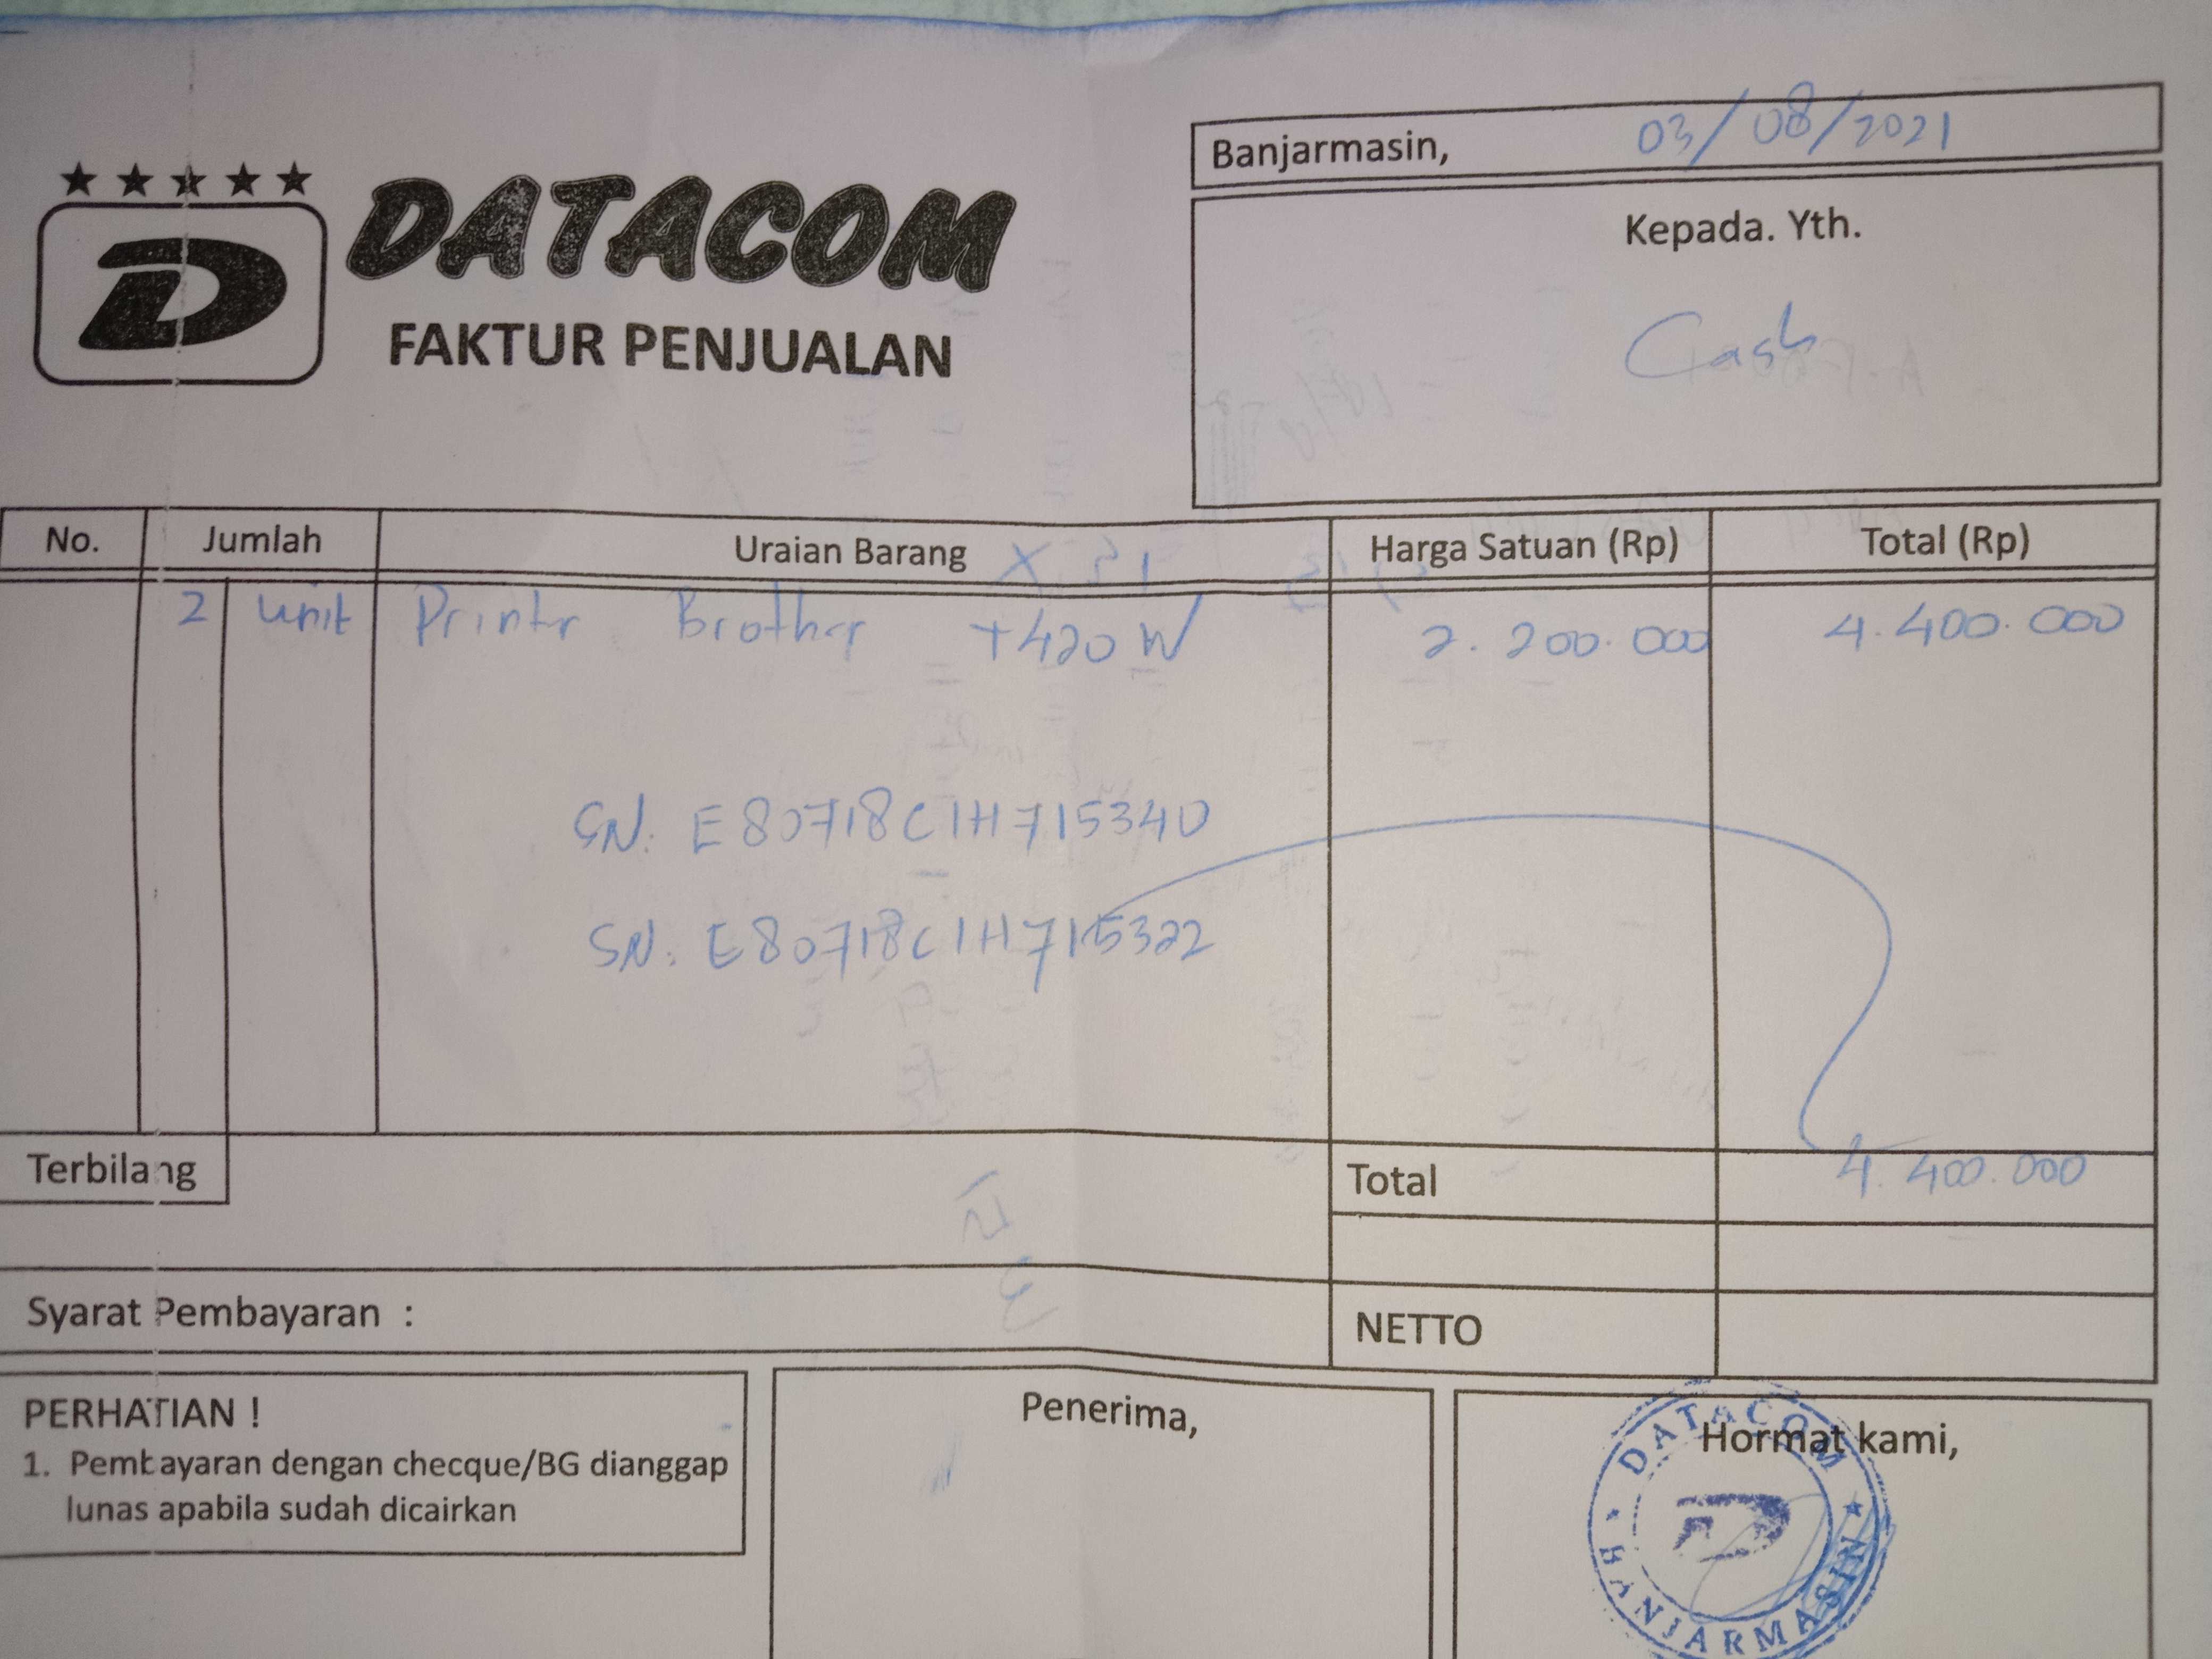 Banjarmasin, 03/08/2021
DATACOM
FAKTUR PENJUALAN
Kepada. Yth.
Cash
No. Jumlah Uraian Barang Harga Satuan (Rp) Total (Rp)
2 unit Printer Brother T420 W 2.200.000 4.400.000
SN. E80718C1H715340
SN. E80718C1H715322
Terbilang
Total 4.400.000
Syarat Pembayaran :
NETTO
PERHATIAN !
1. Pembayaran dengan checque/BG dianggap
lunas apabila sudah dicairkan
Penerima,
Hormat kami,
DATACOM
BANJARMASIN